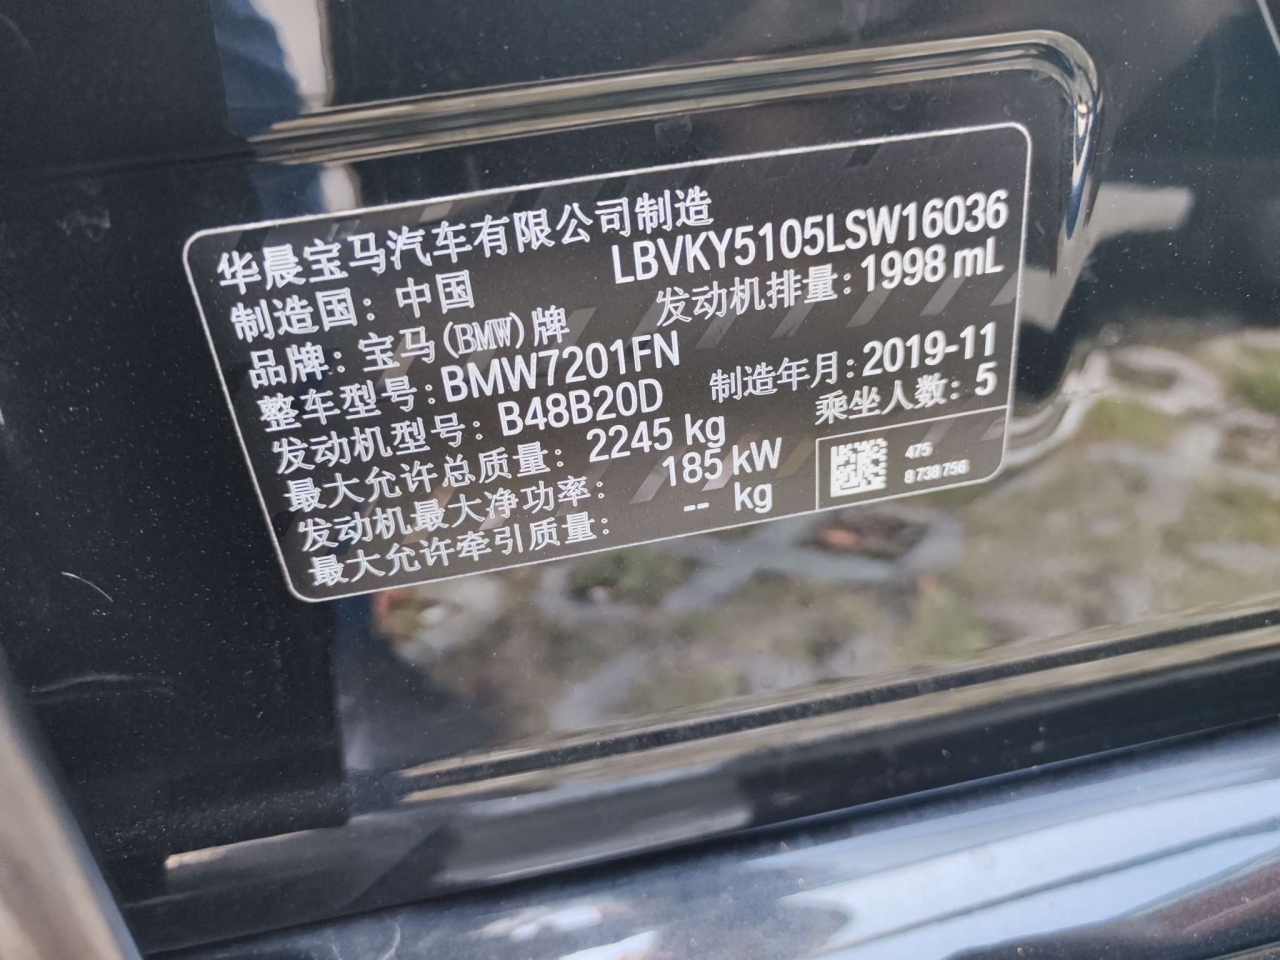 华晨宝马汽车有限公司制造
制造国：中国 LBVKY5105LSW16036
品牌：宝马(BMW)牌 发动机排量：1998 mL
整车型号：BMW7201FN
发动机型号：B48B20D 制造年月：2019-11
最大允许总质量：2245 kg 乘坐人数：5
发动机最大净功率：185 kW
最大允许牵引质量：-- kg
475
8 738 756